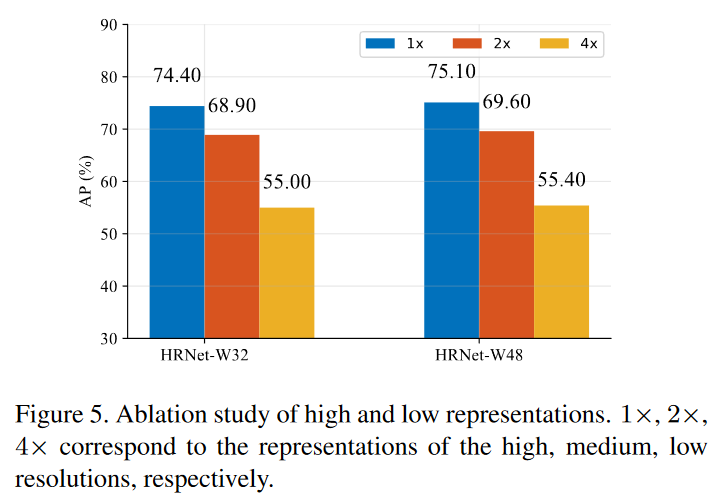 90
1x
2x
4x
80
74.40
75.10
70
68.90
69.60
60
55.00
55.40
50
40
30
AP (%)
HRNet-W32
HRNet-W48
Figure 5. Ablation study of high and low representations. 1×, 2×,
4× correspond to the representations of the high, medium, low
resolutions, respectively.